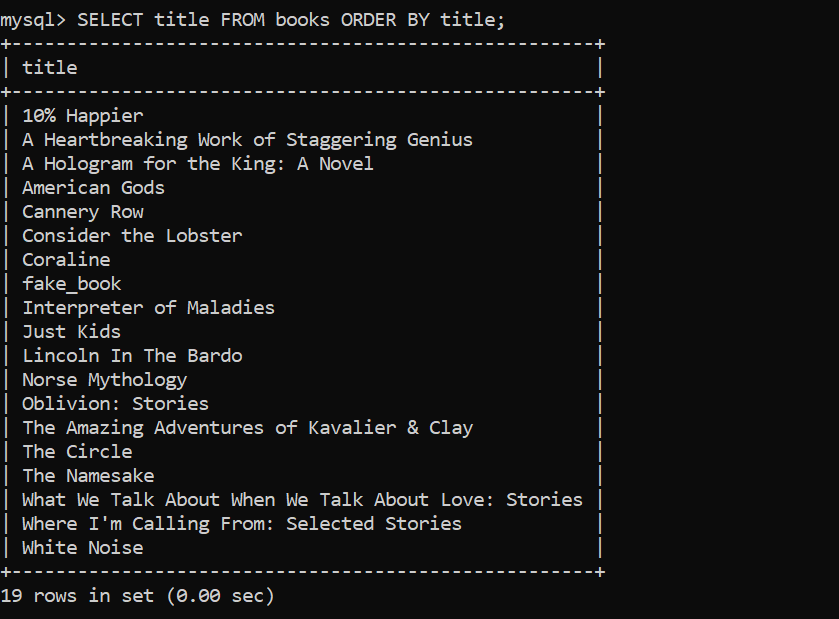 mysql> SELECT title FROM books ORDER BY title;
+-----------------------------------------------------+
| title                                               |
+-----------------------------------------------------+
| 10% Happier                                         |
| A Heartbreaking Work of Staggering Genius           |
| A Hologram for the King: A Novel                    |
| American Gods                                       |
| Cannery Row                                         |
| Consider the Lobster                                |
| Coraline                                            |
| fake_book                                           |
| Interpreter of Maladies                             |
| Just Kids                                           |
| Lincoln In The Bardo                                |
| Norse Mythology                                     |
| Oblivion: Stories                                   |
| The Amazing Adventures of Kavalier & Clay           |
| The Circle                                          |
| The Namesake                                        |
| What We Talk About When We Talk About Love: Stories |
| Where I'm Calling From: Selected Stories            |
| White Noise                                         |
+-----------------------------------------------------+
19 rows in set (0.00 sec)